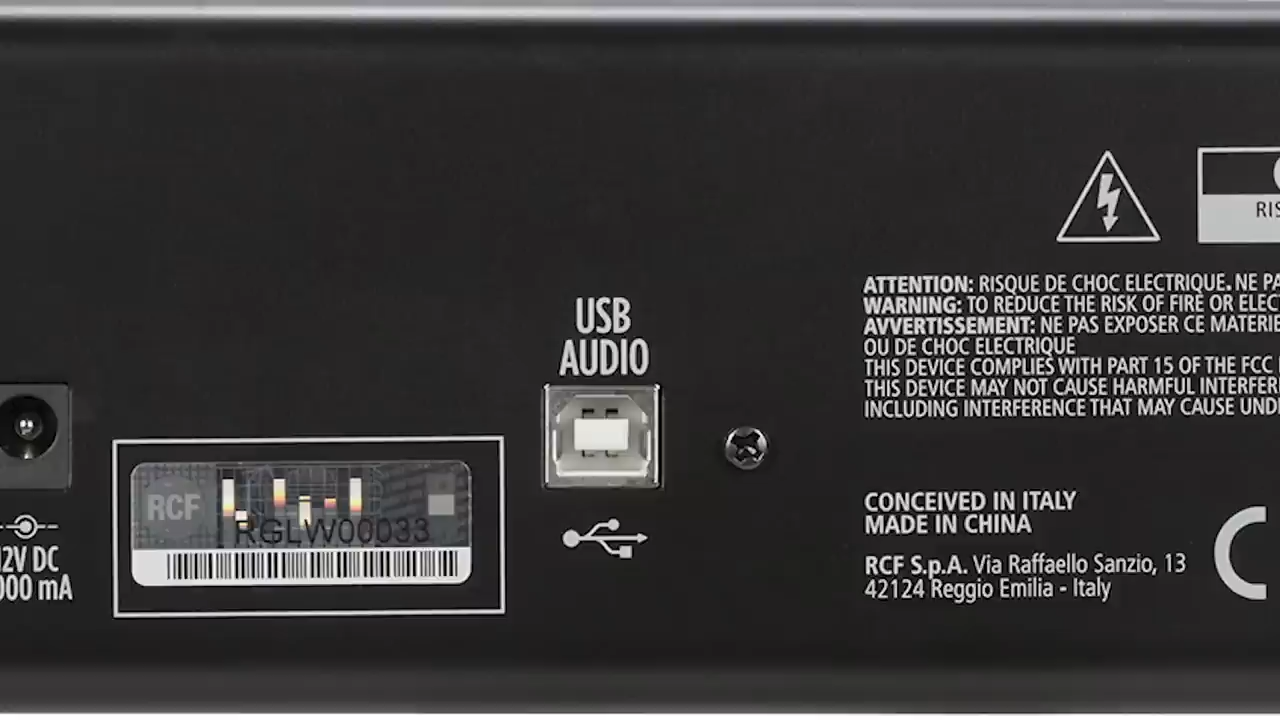 RIS
ATTENTION: RISQUE DE CHOC ELECTRIQUE. NE PA
WARNING: TO REDUCE THE RISK OF FIRE OR ELEC
AVVERTISSEMENT: NE PAS EXPOSER CE MATERIE
OU DE CHOC ELECTRIQUE
THIS DEVICE COMPLIES WITH PART 15 OF THE FCC
THIS DEVICE MAY NOT CAUSE HARMFUL INTERFER
INCLUDING INTERFERENCE THAT MAY CAUSE UND
USB
AUDIO
RCF
RGLW00033
12V DC
000 mA
CONCEIVED IN ITALY
MADE IN CHINA
RCF S.p.A. Via Raffaello Sanzio, 13
42124 Reggio Emilia - Italy